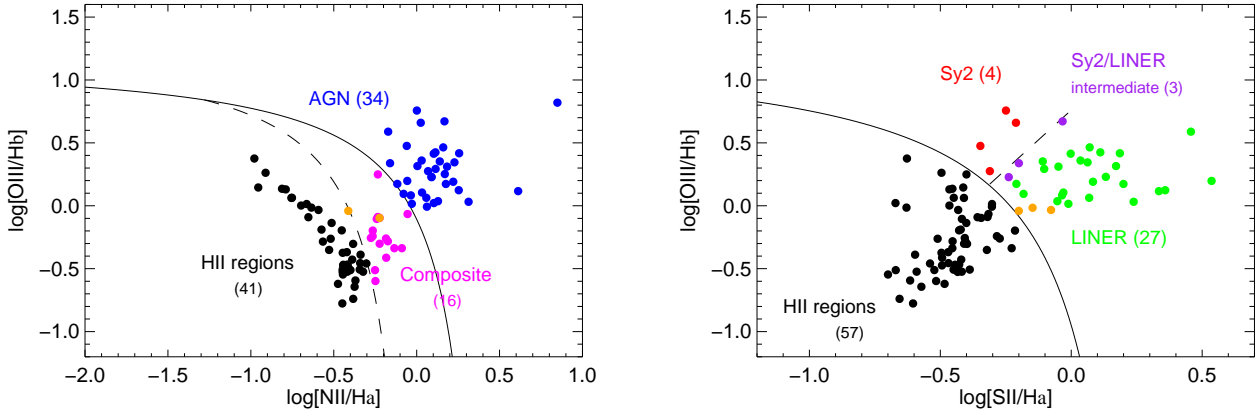 1.5
1.0
0.5
0.0
−0.5
−1.0
log[OIII/Hb]
AGN (34)
HII regions
(41)
Composite
(16)
−2.0 −1.5 −1.0 −0.5 0.0 0.5 1.0
log[NII/Ha]
1.5
1.0
0.5
0.0
−0.5
−1.0
log[OIII/Hb]
Sy2 (4)
Sy2/LINER
intermediate (3)
LINER (27)
HII regions
(57)
−1.0 −0.5 0.0 0.5
log[SII/Ha]